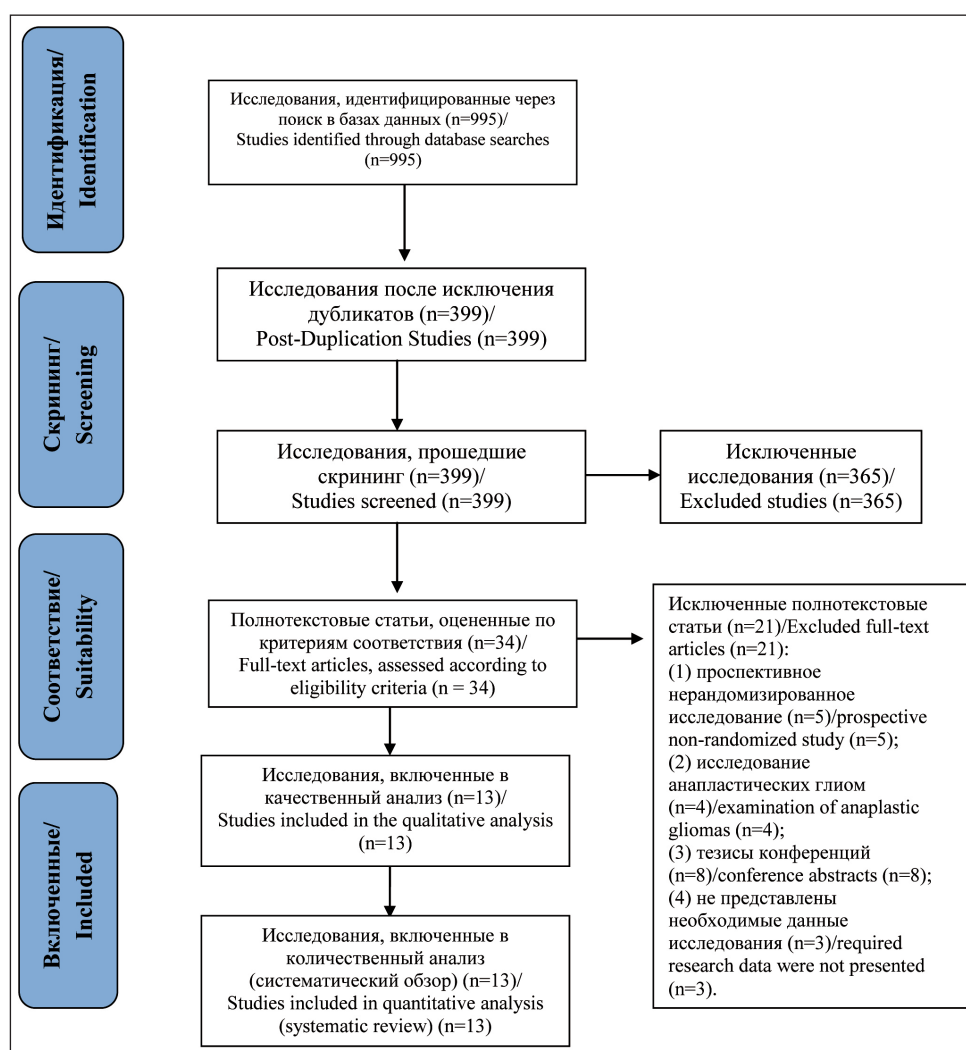 Идентификация/
Identification
Исследования, идентифицированные через
поиск в базах данных (n=995)/
Studies identified through database searches
(n=995)
Скрининг/
Screening
Исследования после исключения
дубликатов (n=399)/
Post-Duplication Studies (n=399)
Исследования, прошедшие
скрининг (n=399)/
Studies screened (n=399)
Исключенные
исследования (n=365)/
Excluded studies (n=365)
Соответствие/
Suitability
Полнотекстовые статьи, оцененные по
критериям соответствия (n=34)/
Full-text articles, assessed according to
eligibility criteria (n = 34)
Исключенные полнотекстовые
статьи (n=21)/Excluded full-text
articles (n=21):
(1) проспективное
нерандомизированное
исследование (n=5)/prospective
non-randomized study (n=5);
(2) исследование
анапластических глиом
(n=4)/examination of anaplastic
gliomas (n=4);
(3) тезисы конференций
(n=8)/conference abstracts (n=8);
(4) не представлены
необходимые данные
исследования (n=3)/required
research data were not presented
(n=3).
Включенные/
Included
Исследования, включенные в
качественный анализ (n=13)/
Studies included in the qualitative analysis
(n=13)
Исследования, включенные в
количественный анализ
(систематический обзор) (n=13)/
Studies included in quantitative analysis
(systematic review) (n=13)